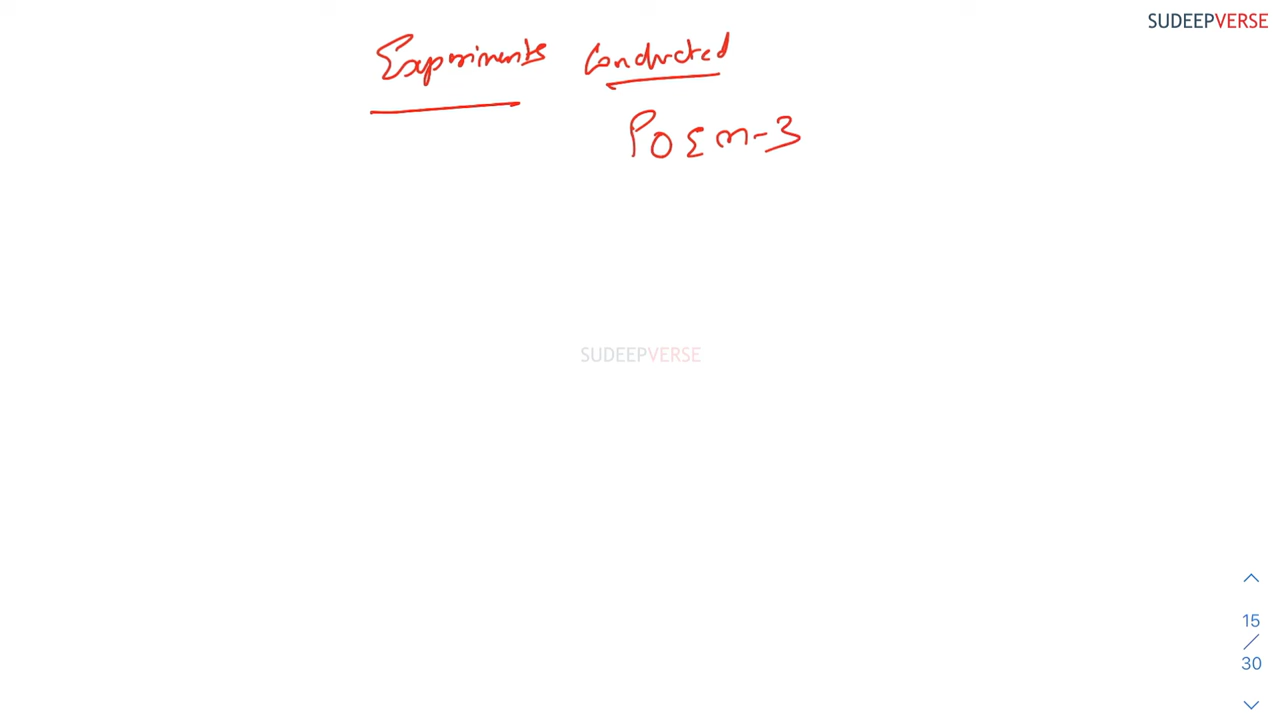 SUDEEPVERSE
Experiments Conducted
POEM-3
SUDEEPVERSE
15
/
30